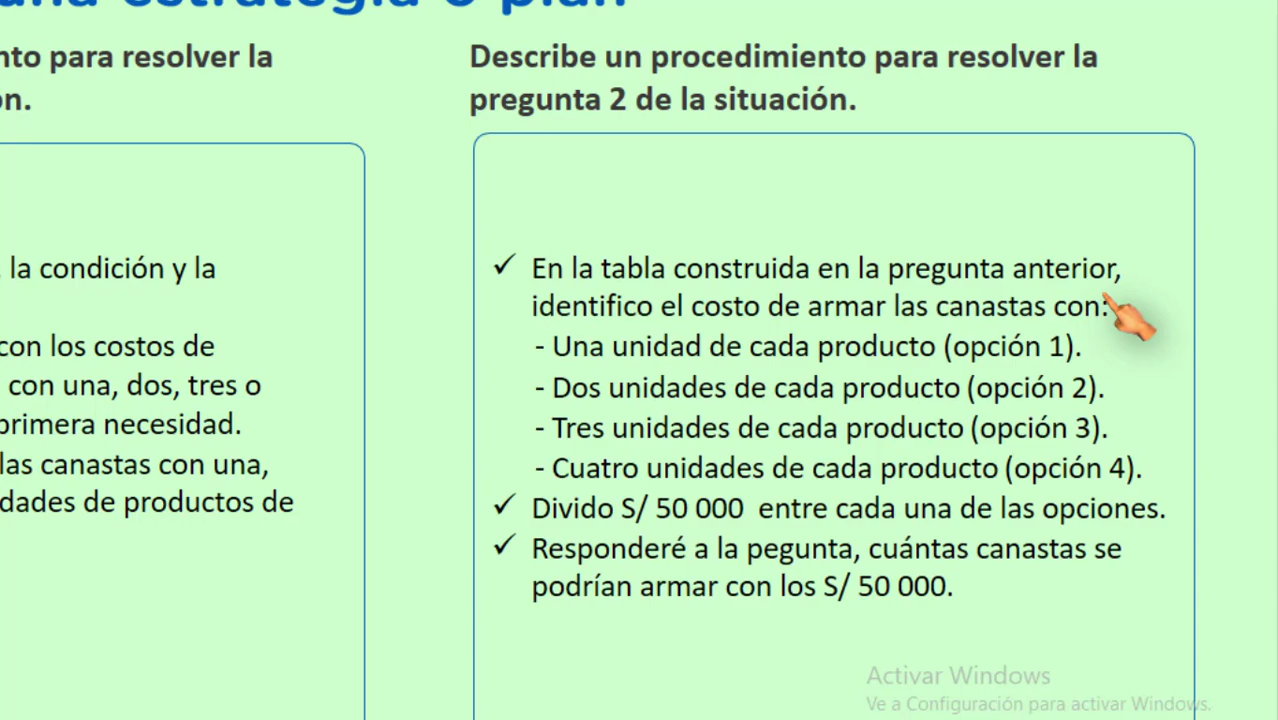 una estrategia o plan
nto para resolver la
ón.
la condición y la
con los costos de
con una, dos, tres o
primera necesidad.
las canastas con una,
dades de productos de
Describe un procedimiento para resolver la
pregunta 2 de la situación.
✓ En la tabla construida en la pregunta anterior,
identifico el costo de armar las canastas con:
- Una unidad de cada producto (opción 1).
- Dos unidades de cada producto (opción 2).
- Tres unidades de cada producto (opción 3).
- Cuatro unidades de cada producto (opción 4).
✓ Divido S/ 50 000 entre cada una de las opciones.
✓ Responderé a la pegunta, cuántas canastas se
podrían armar con los S/ 50 000.
Activar Windows
Ve a Configuración para activar Windows.